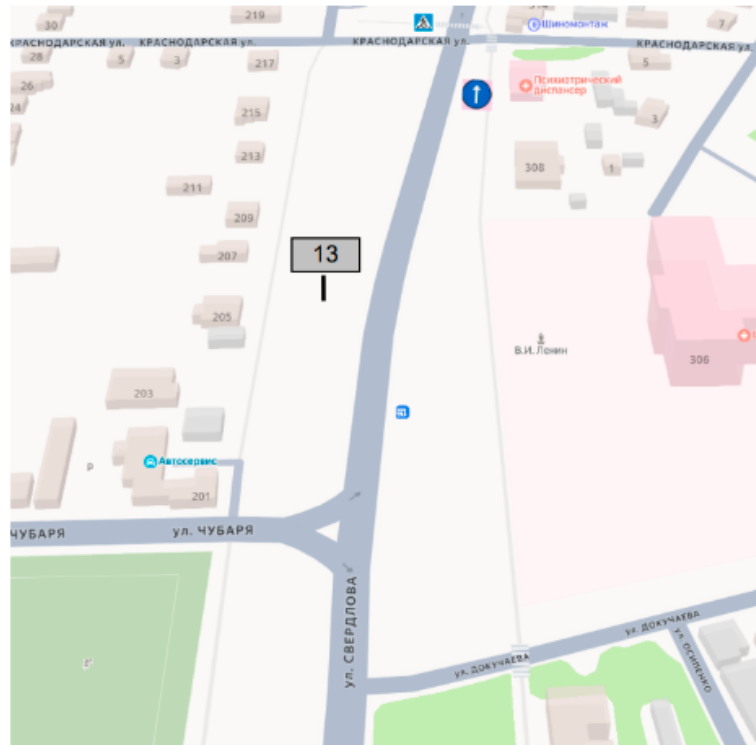 30
219
7
Шиномонтаж
КРАСНОДАРСКАЯ ул.
КРАСНОДАРСКАЯ ул.
КРАСНОДАРСКАЯ ул.
КРАСНОДАРСКАЯ ул.
28
5
3
217
5
26
Психиатрический
диспансер
24
215
3
213
308
1
211
209
207
13
205
В.И. Ленин
306
203
Автосервис
201
ЧУБАРЯ
ул. ЧУБАРЯ
ул. СВЕРДЛОВА
ул. ДОКУЧАЕВА
ул. ДОКУЧАЕВА
ул. ОСИПЕНКО